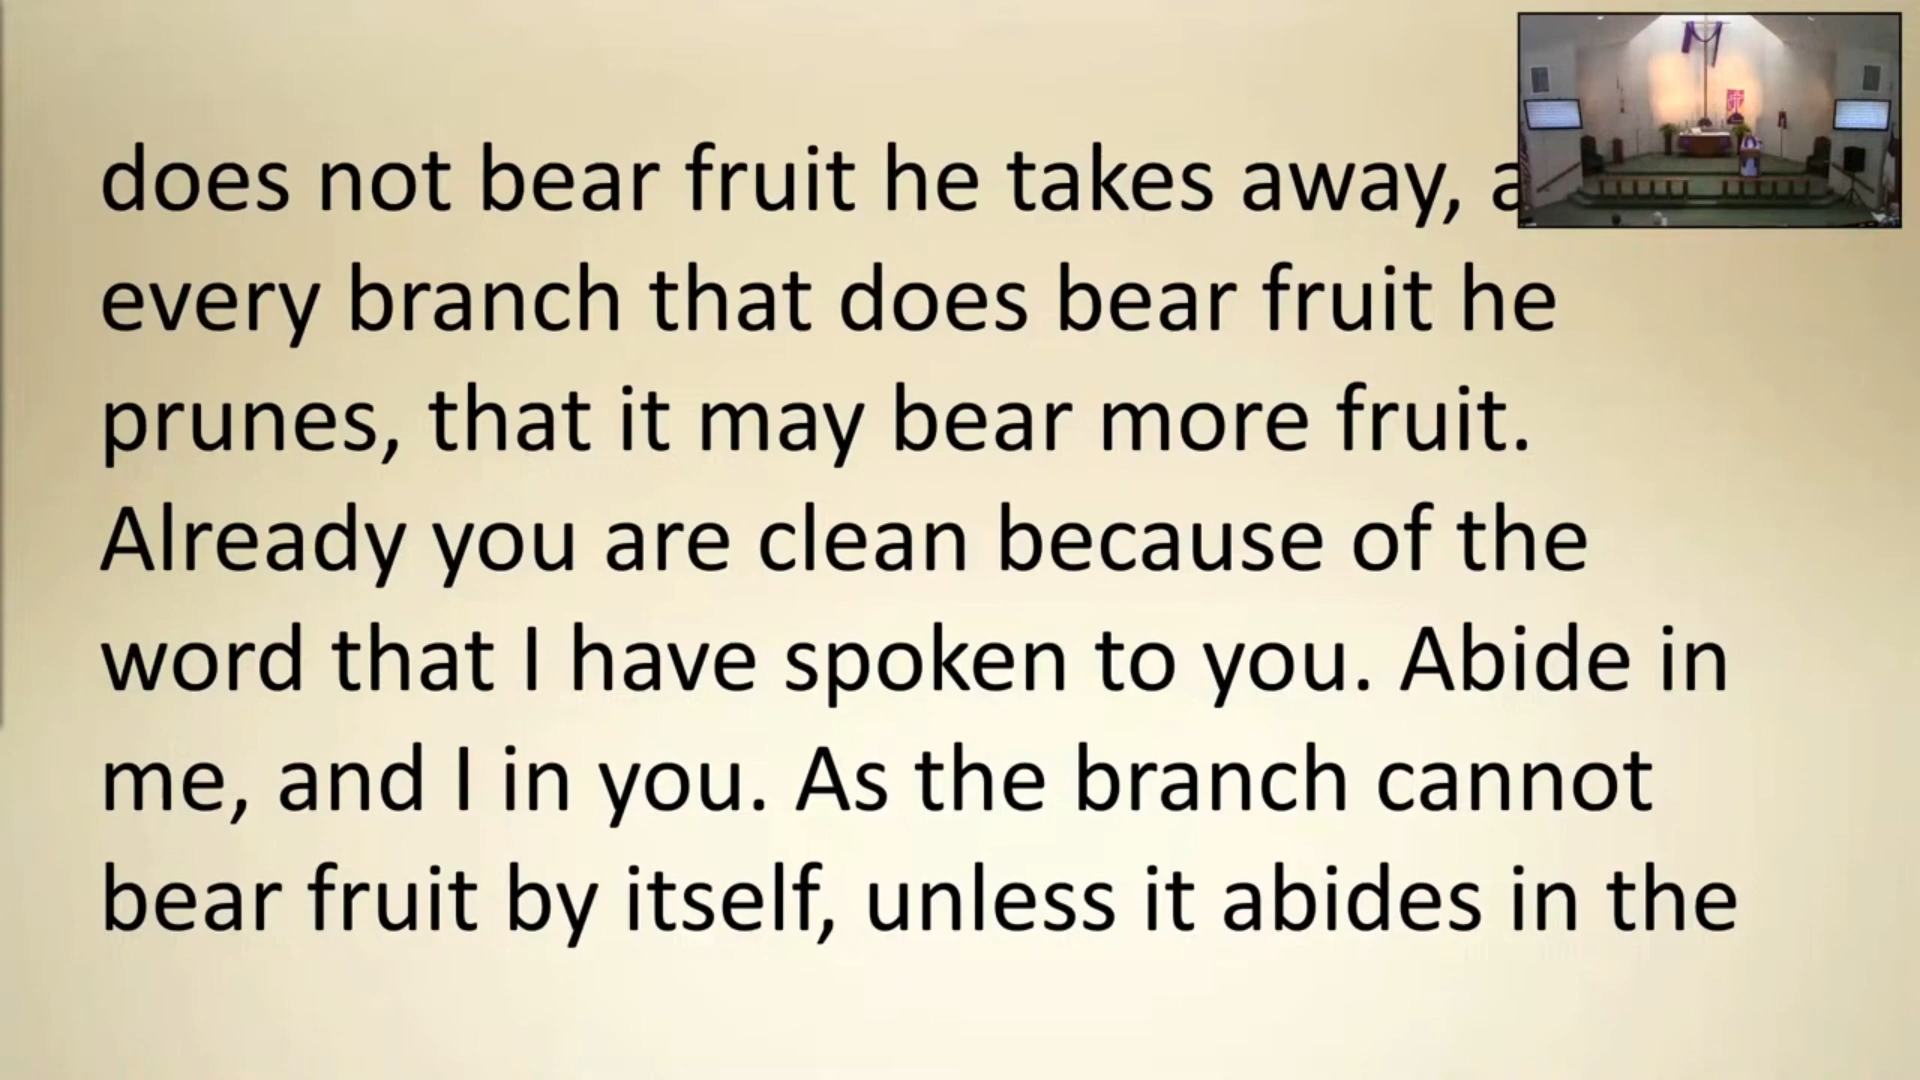 does not bear fruit he takes away,
every branch that does bear fruit he
prunes, that it may bear more fruit.
Already you are clean because of the
word that I have spoken to you. Abide in
me, and I in you. As the branch cannot
bear fruit by itself, unless it abides in the